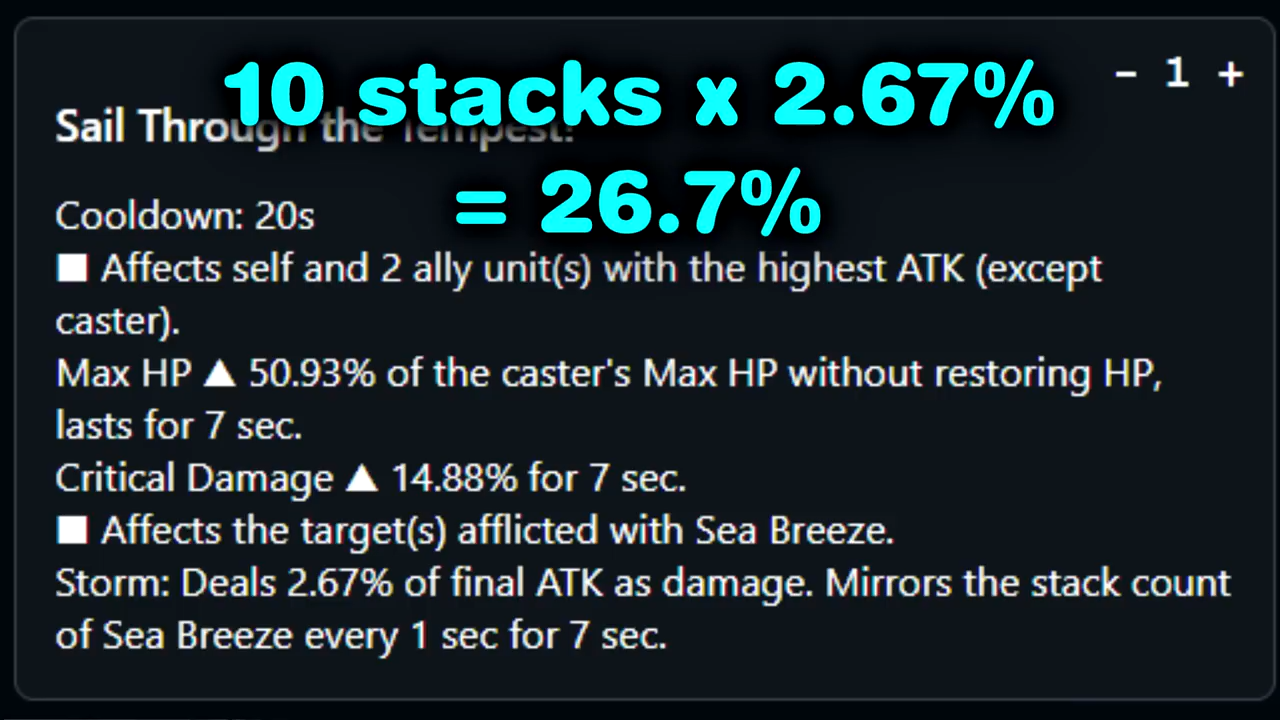 10 stacks x 2.67%
= 26.7%
- 1 +
Sail Through the Tempest!
Cooldown: 20s
■ Affects self and 2 ally unit(s) with the highest ATK (except
caster).
Max HP ▲ 50.93% of the caster's Max HP without restoring HP,
lasts for 7 sec.
Critical Damage ▲ 14.88% for 7 sec.
■ Affects the target(s) afflicted with Sea Breeze.
Storm: Deals 2.67% of final ATK as damage. Mirrors the stack count
of Sea Breeze every 1 sec for 7 sec.